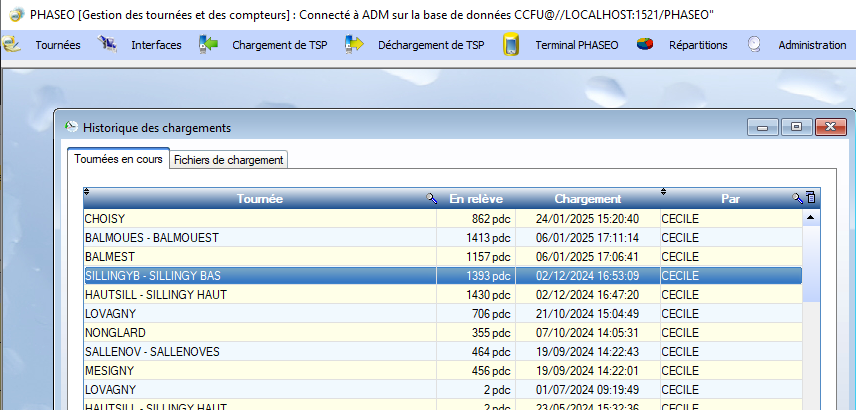 PHASEO [Gestion des tournées et des compteurs] : Connecté à ADM sur la base de données CCFU@//LOCALHOST:1521/PHASEO"
Tournées Interfaces Chargement de TSP Déchargement de TSP Terminal PHASEO Répartitions Administration
Historique des chargements
Tournées en cours Fichiers de chargement
Tournée En relève Chargement Par
CHOISY 862 pdc 24/01/2025 15:20:40 CECILE
BALMOUES - BALMOUEST 1413 pdc 06/01/2025 17:11:14 CECILE
BALMEST 1157 pdc 06/01/2025 17:06:41 CECILE
SILLINGYB - SILLINGY BAS 1393 pdc 02/12/2024 16:53:09 CECILE
HAUTSILL - SILLINGY HAUT 1430 pdc 02/12/2024 16:47:20 CECILE
LOVAGNY 706 pdc 21/10/2024 15:04:49 CECILE
NONGLARD 355 pdc 07/10/2024 14:05:31 CECILE
SALLENOV - SALLENOVES 464 pdc 19/09/2024 14:22:43 CECILE
MESIGNY 456 pdc 19/09/2024 14:22:01 CECILE
LOVAGNY 2 pdc 01/07/2024 09:19:49 CECILE
HAUTSILL - SILLINGY HAUT 2 pdc 23/05/2024 15:32:36 CECILE